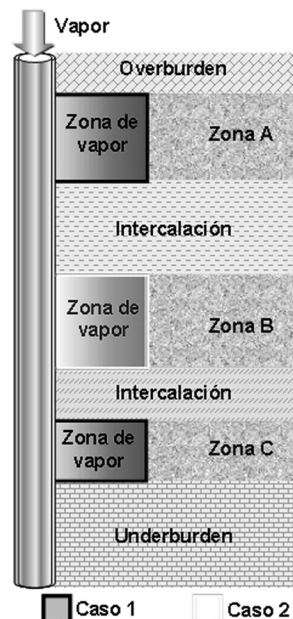 Vapor
Overburden
Zona de
vapor
Zona A
Intercalación
Zona de
vapor
Zona B
Intercalación
Zona de
vapor
Zona C
Underburden
Caso 1
Caso 2